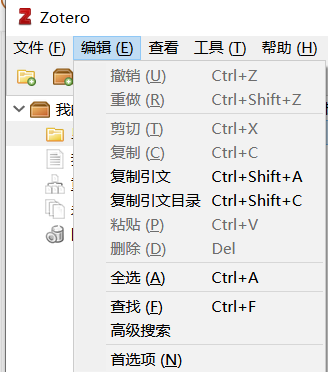 Zotero
文件 (F) 编辑 (E) 查看 工具 (T) 帮助 (H)
撤销 (U) Ctrl+Z
重做 (R) Ctrl+Shift+Z
剪切 (T) Ctrl+X
复制 (C) Ctrl+C
复制引文 Ctrl+Shift+A
复制引文目录 Ctrl+Shift+C
粘贴 (P) Ctrl+V
删除 (D) Del
全选 (A) Ctrl+A
查找 (F) Ctrl+F
高级搜索
首选项 (N)